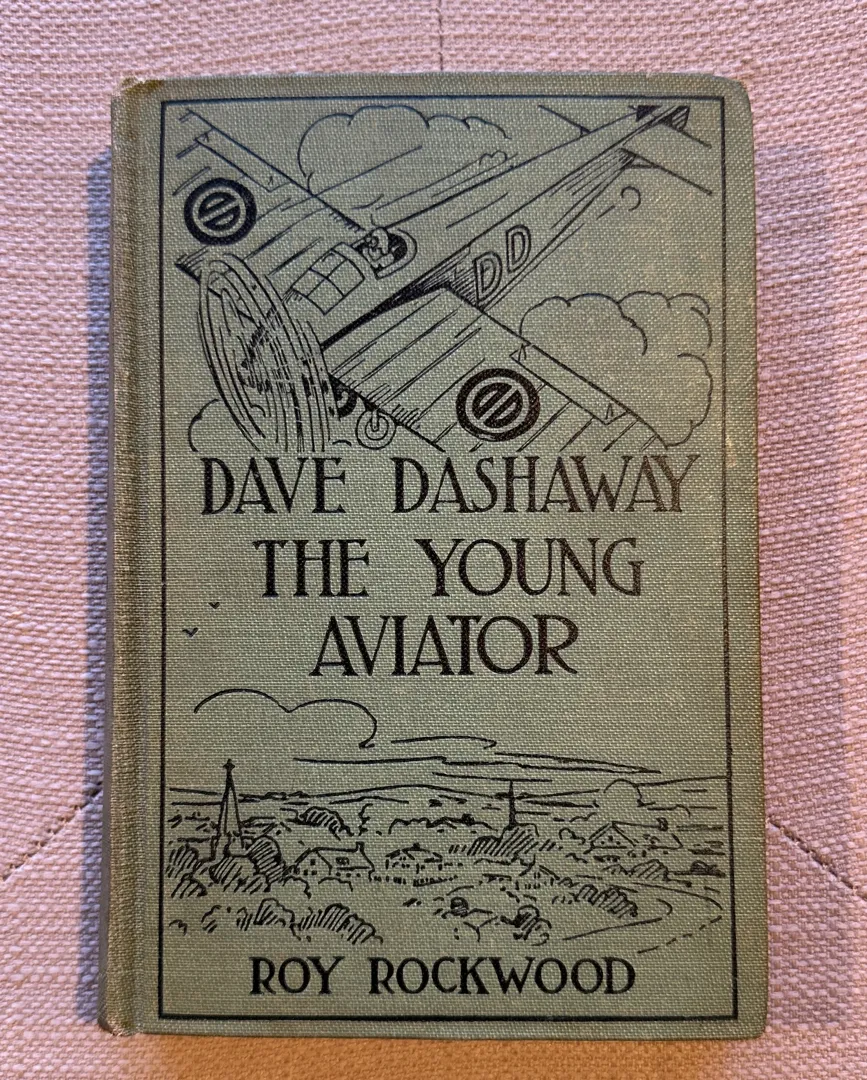 DD
DAVE DASHAWAY
THE YOUNG
AVIATOR
ROY ROCKWOOD